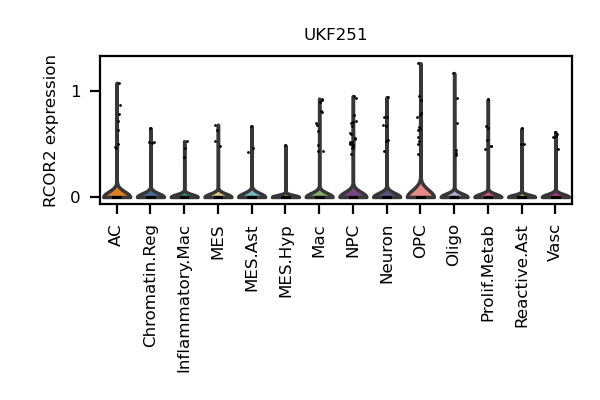 UKF251
RCOR2 expression
1
0
AC
Chromatin.Reg
Inflammatory.Mac
MES
MES.Ast
MES.Hyp
Mac
NPC
Neuron
OPC
Oligo
Prolif.Metab
Reactive.Ast
Vasc